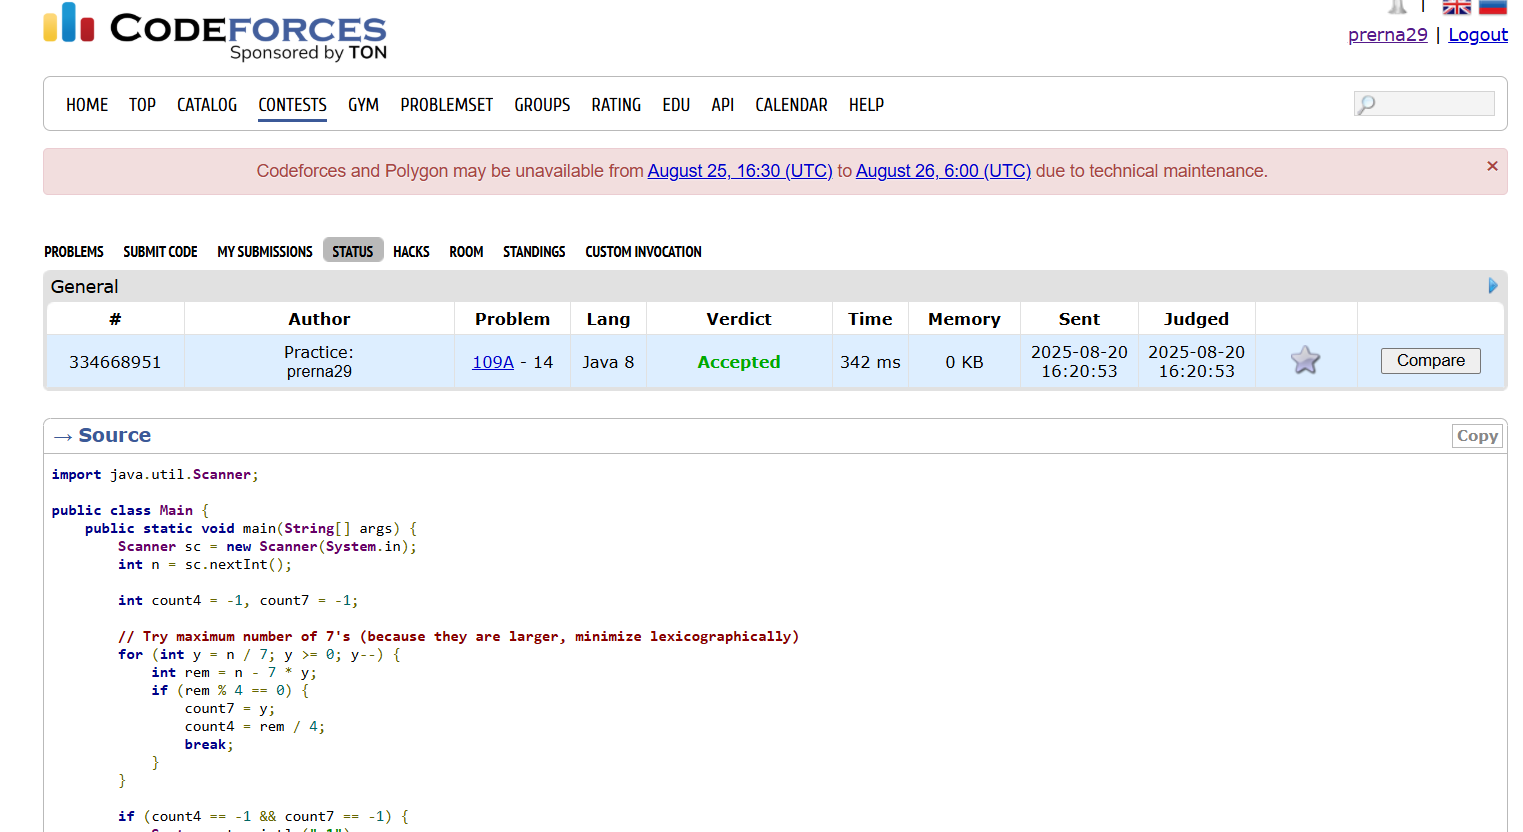 CODEFORCES
Sponsored by TON
prerna29 | Logout
HOME TOP CATALOG CONTESTS GYM PROBLEMSET GROUPS RATING EDU API CALENDAR HELP
Codeforces and Polygon may be unavailable from August 25, 16:30 (UTC) to August 26, 6:00 (UTC) due to technical maintenance. ×
PROBLEMS SUBMIT CODE MY SUBMISSIONS STATUS HACKS ROOM STANDINGS CUSTOM INVOCATION
General
# Author Problem Lang Verdict Time Memory Sent Judged
334668951 Practice: prerna29 109A - 14 Java 8 Accepted 342 ms 0 KB 2025-08-20 16:20:53 2025-08-20 16:20:53 Compare
→ Source Copy
import java.util.Scanner;
public class Main {
public static void main(String[] args) {
Scanner sc = new Scanner(System.in);
int n = sc.nextInt();
int count4 = -1, count7 = -1;
// Try maximum number of 7's (because they are larger, minimize lexicographically)
for (int y = n / 7; y >= 0; y--) {
int rem = n - 7 * y;
if (rem % 4 == 0) {
count7 = y;
count4 = rem / 4;
break;
}
}
if (count4 == -1 && count7 == -1) {